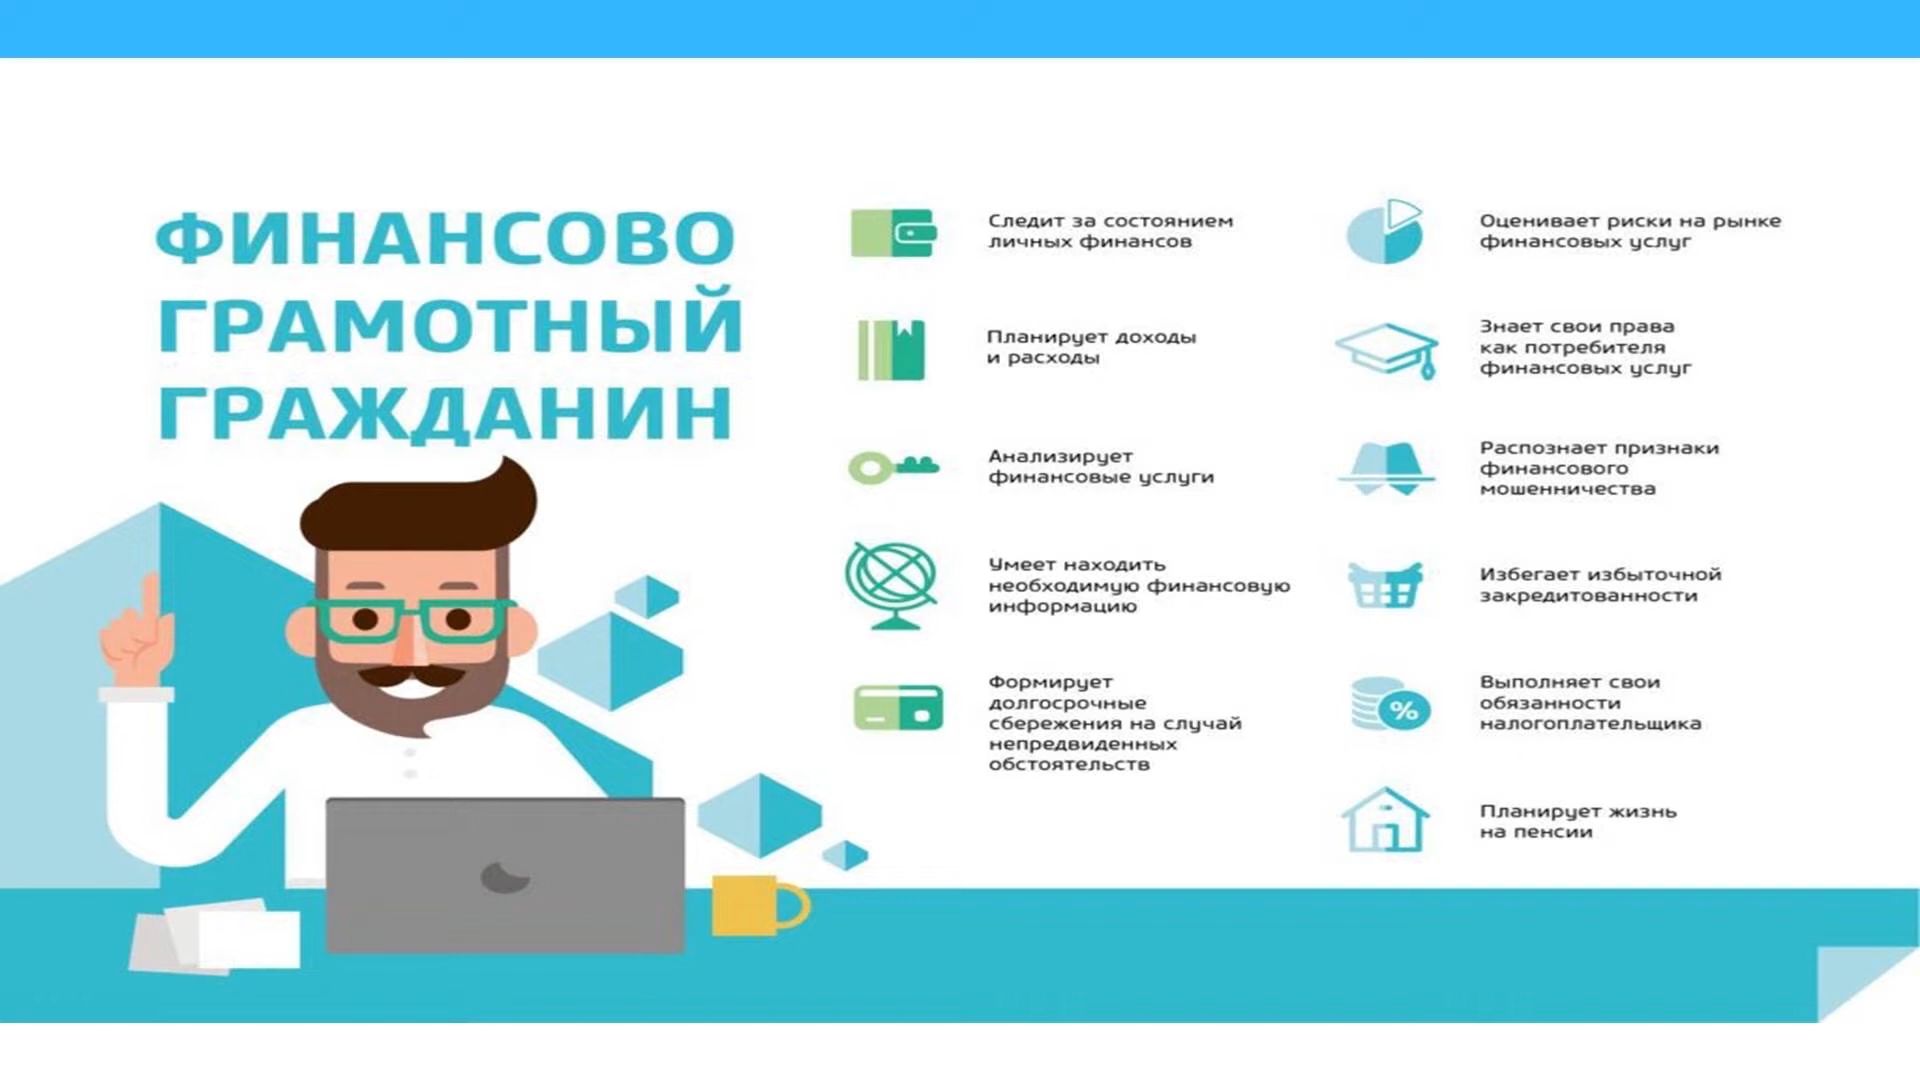 ФИНАНСОВО
ГРАМОТНЫЙ
ГРАЖДАНИН
Следит за состоянием
личных финансов
Планирует доходы
и расходы
Анализирует
финансовые услуги
Умеет находить
необходимую финансовую
информацию
Формирует
долгосрочные
сбережения на случай
непредвиденных
обстоятельств
Оценивает риски на рынке
финансовых услуг
Знает свои права
как потребителя
финансовых услуг
Распознает признаки
финансового
мошенничества
Избегает избыточной
закредитованности
%
Выполняет свои
обязанности
налогоплательщика
Планирует жизнь
на пенсии